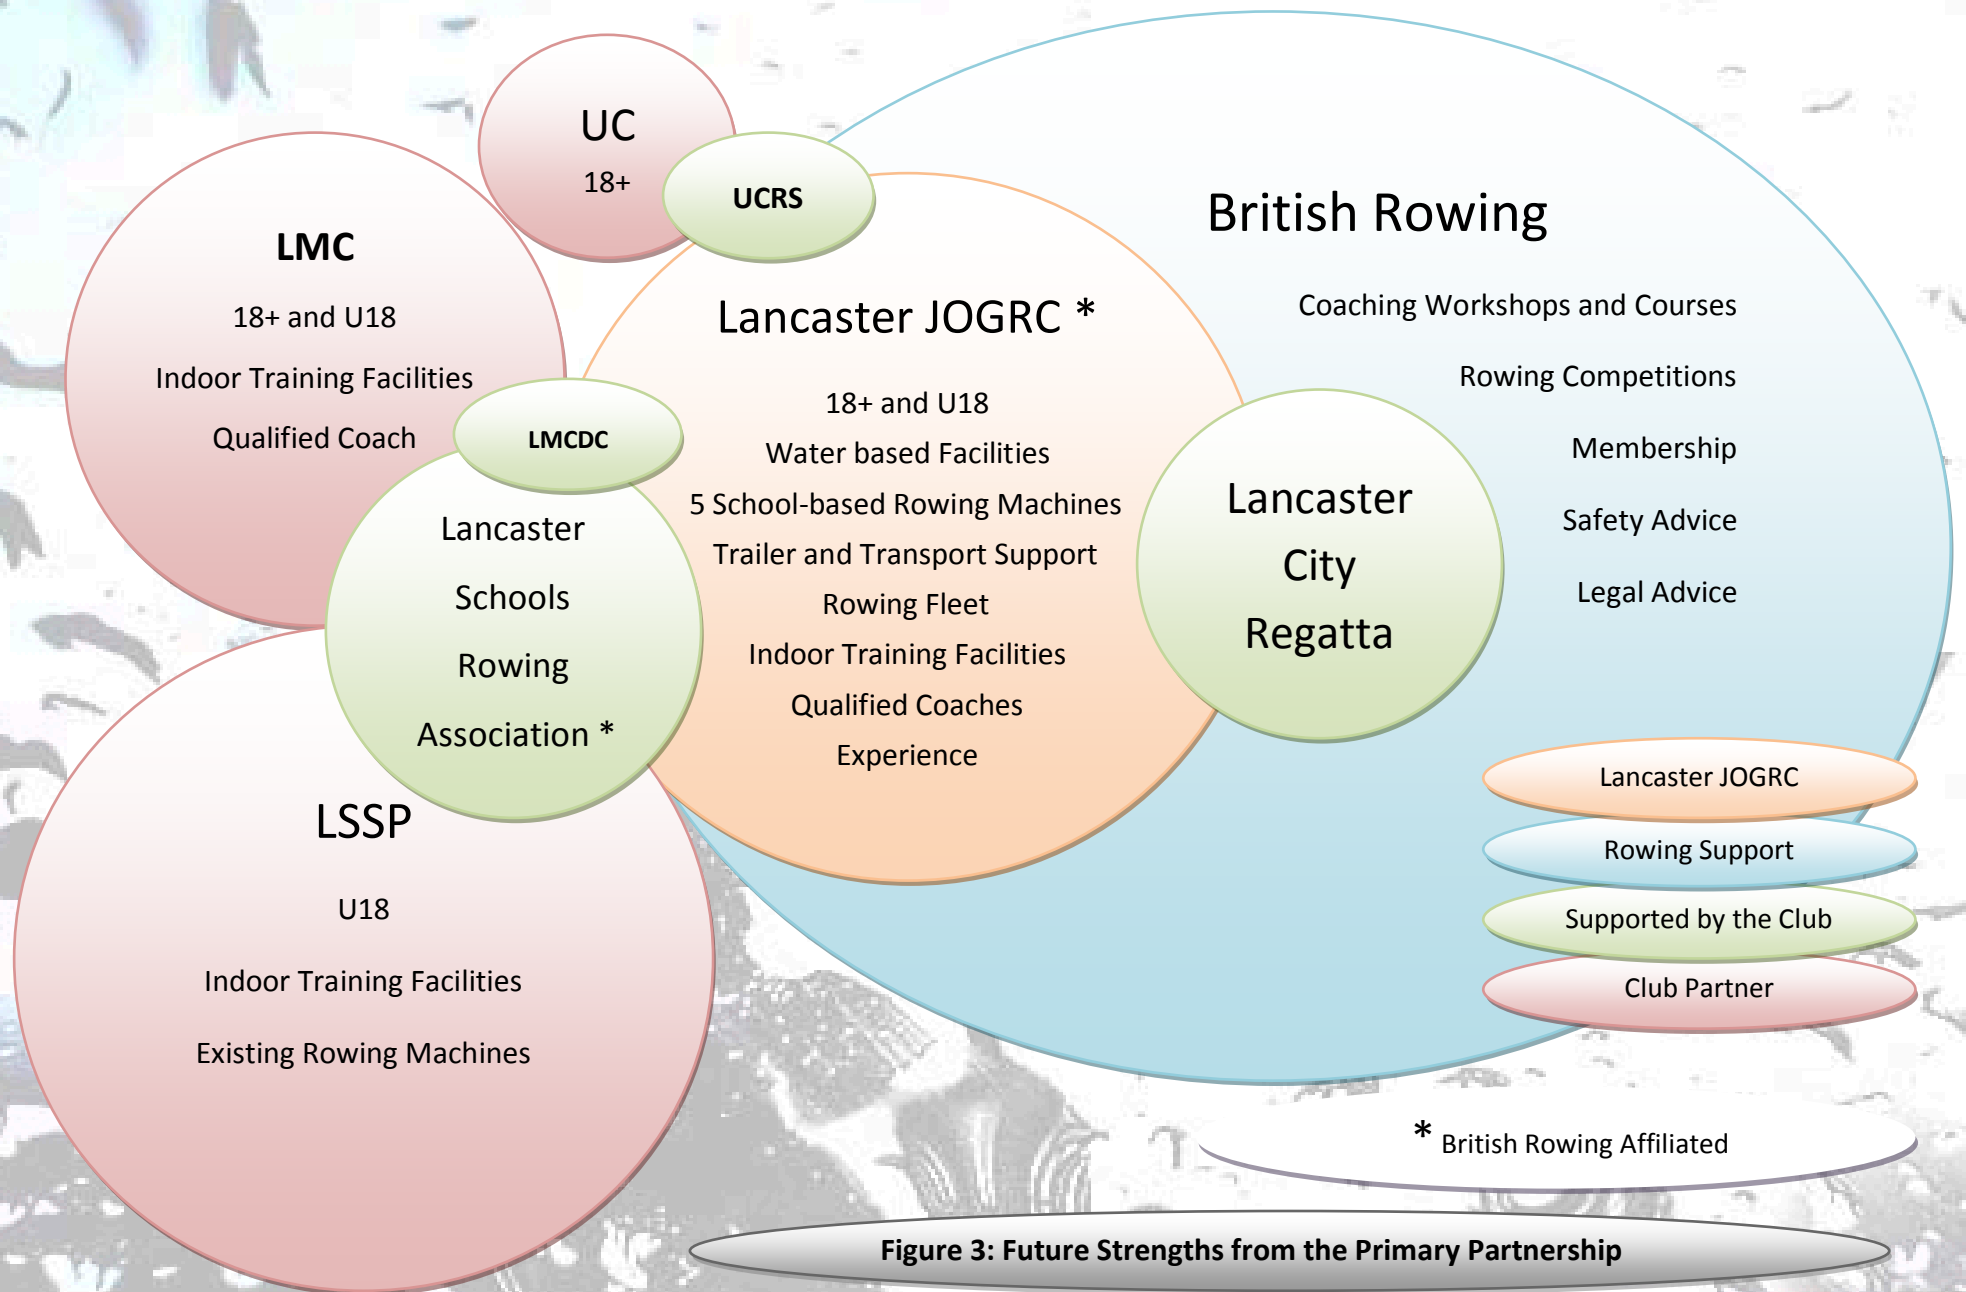 UC
18+
UCRS
LMC
18+ and U18
Indoor Training Facilities
Qualified Coach
LMCDC
Lancaster
Schools
Rowing
Association *
LSSP
U18
Indoor Training Facilities
Existing Rowing Machines
Lancaster JOGRC *
18+ and U18
Water based Facilities
5 School-based Rowing Machines
Trailer and Transport Support
Rowing Fleet
Indoor Training Facilities
Qualified Coaches
Experience
Lancaster
City
Regatta
British Rowing
Coaching Workshops and Courses
Rowing Competitions
Membership
Safety Advice
Legal Advice
Lancaster JOGRC
Rowing Support
Supported by the Club
Club Partner
* British Rowing Affiliated
Figure 3: Future Strengths from the Primary Partnership